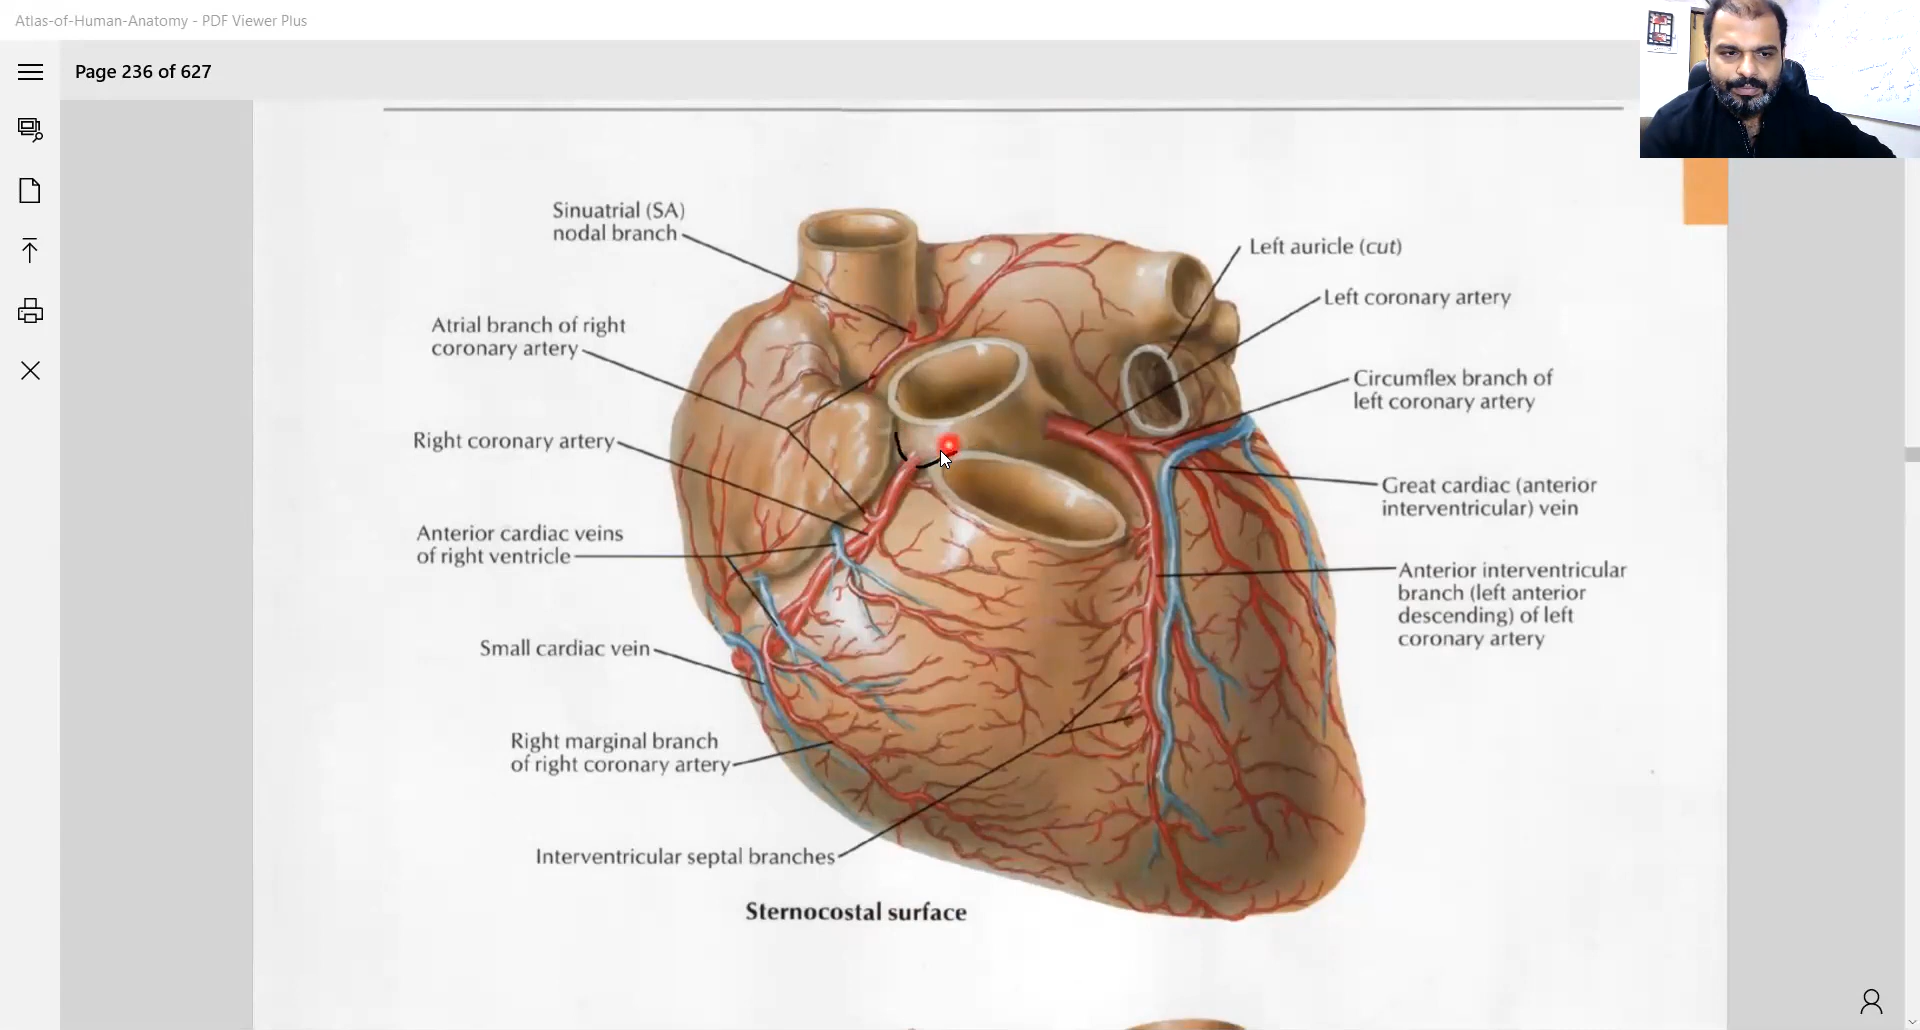 Atlas-of-Human-Anatomy - PDF Viewer Plus
Page 236 of 627
Sinuatrial (SA)
nodal branch
Atrial branch of right
coronary artery
Right coronary artery
Anterior cardiac veins
of right ventricle
Small cardiac vein
Right marginal branch
of right coronary artery
Interventricular septal branches
Left auricle (cut)
Left coronary artery
Circumflex branch of
left coronary artery
Great cardiac (anterior
interventricular) vein
Anterior interventricular
branch (left anterior
descending) of left
coronary artery
Sternocostal surface